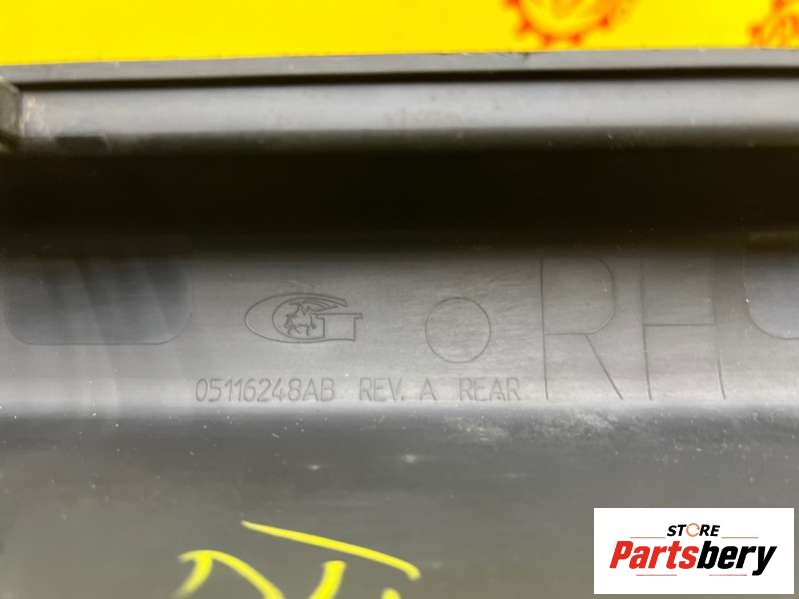 G
RH
05116248AB REV. A REAR
STORE
Partsbery